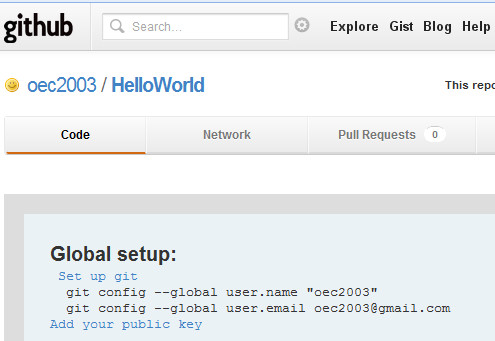 github Search... Explore Gist Blog Help
oec2003 / HelloWorld This repo
Code Network Pull Requests 0
Global setup:
Set up git
git config --global user.name "oec2003"
git config --global user.email oec2003@gmail.com
Add your public key